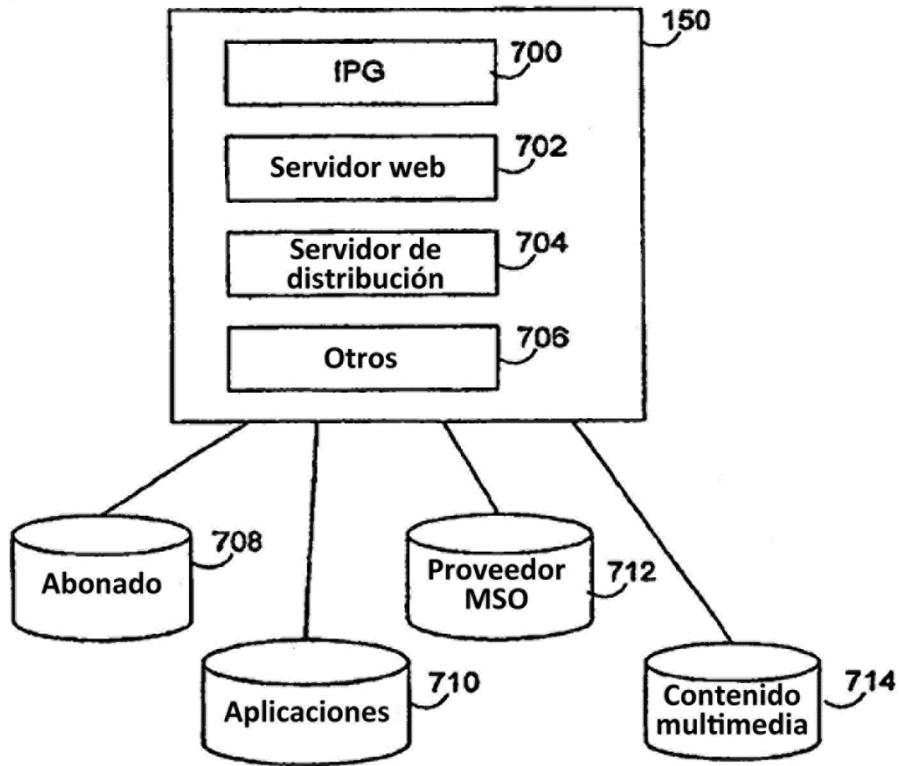 150
IPG
700
Servidor web
702
Servidor de
distribución
704
Otros
706
Abonado
708
Proveedor
MSO
712
Aplicaciones
710
Contenido
multimedia
714